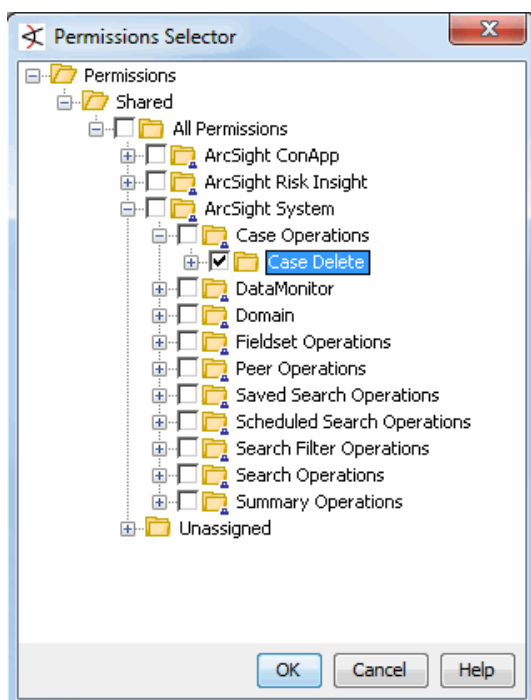 Permissions Selector
Permissions
Shared
All Permissions
ArcSight ConApp
ArcSight Risk Insight
ArcSight System
Case Operations
Case Delete
DataMonitor
Domain
Fieldset Operations
Peer Operations
Saved Search Operations
Scheduled Search Operations
Search Filter Operations
Search Operations
Summary Operations
Unassigned
OK Cancel Help